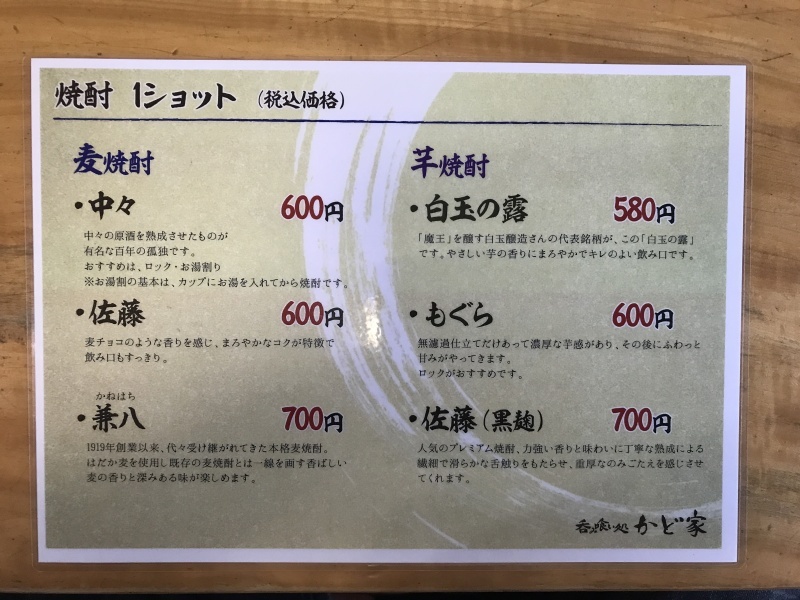 焼酎 1ショット (税込価格)
麦焼酎
・中々 600円
中々の原酒を熟成させたものが
有名な百年の孤独です。
おすすめは、ロック・お湯割り
※お湯割の基本は、カップにお湯を入れてから焼酎です。
・佐藤 600円
麦チョコのような香りを感じ、まろやかなコクが特徴で
飲み口もすっきり。
かねはち
・兼八 700円
1919年創業以来、代々受け継がれてきた本格麦焼酎。
はだか麦を使用し既存の麦焼酎とは一線を画す香ばしい
麦の香りと深みある味が楽しめます。
芋焼酎
・白玉の露 580円
「魔王」を醸す白玉醸造さんの代表銘柄が、この「白玉の露」
です。やさしい芋の香りにまろやかでキレのよい飲み口です。
・もぐら 600円
無濾過仕立てだけあって濃厚な芋感があり、その後にふわっと
甘みがやってきます。
ロックがおすすめです。
・佐藤(黒麹) 700円
人気のプレミアム焼酎、力強い香りと味わいに丁寧な熟成による
繊細で滑らかな舌触りをもたらせ、重厚なのみごたえを感じさせ
てくれます。
呑み喰い処 かど家